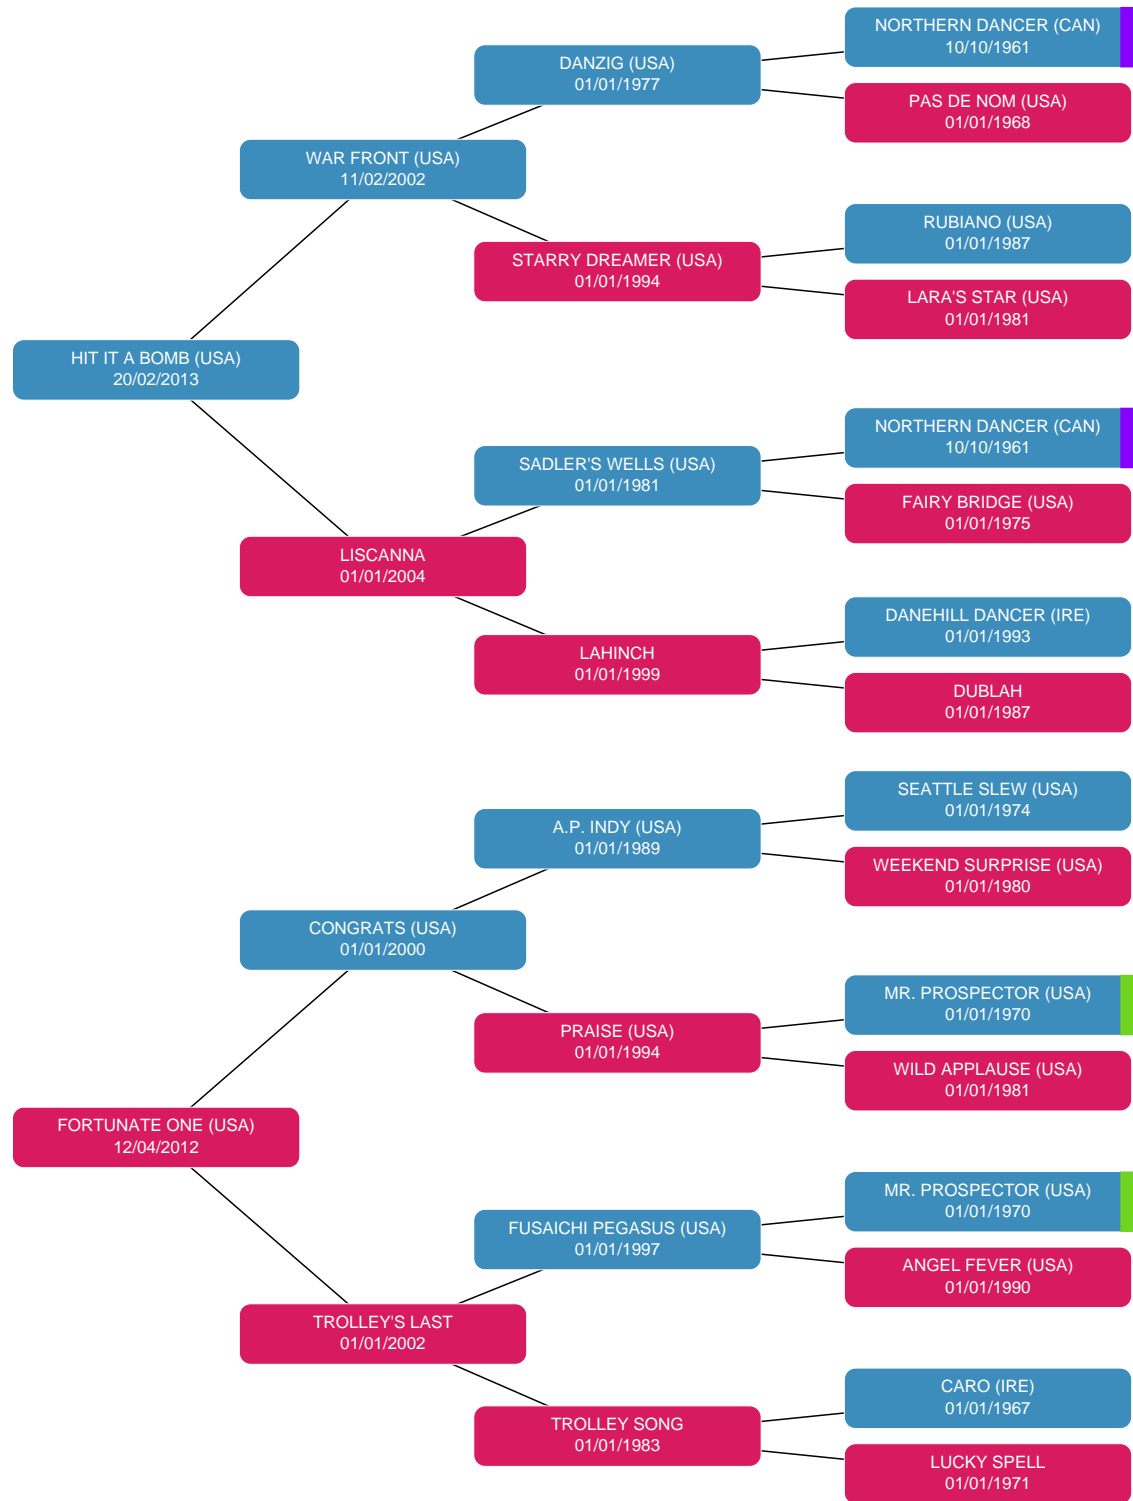 NORTHERN DANCER (CAN)
10/10/1961
DANZIG (USA)
01/01/1977
PAS DE NOM (USA)
01/01/1968
WAR FRONT (USA)
11/02/2002
RUBIANO (USA)
01/01/1987
STARRY DREAMER (USA)
01/01/1994
LARA'S STAR (USA)
01/01/1981
HIT IT A BOMB (USA)
20/02/2013
NORTHERN DANCER (CAN)
10/10/1961
SADLER'S WELLS (USA)
01/01/1981
FAIRY BRIDGE (USA)
01/01/1975
LISCANNA
01/01/2004
DANEHILL DANCER (IRE)
01/01/1993
LAHINCH
01/01/1999
DUBLAH
01/01/1987
SEATTLE SLEW (USA)
01/01/1974
A.P. INDY (USA)
01/01/1989
WEEKEND SURPRISE (USA)
01/01/1980
CONGRATS (USA)
01/01/2000
MR. PROSPECTOR (USA)
01/01/1970
PRAISE (USA)
01/01/1994
WILD APPLAUSE (USA)
01/01/1981
FORTUNATE ONE (USA)
12/04/2012
MR. PROSPECTOR (USA)
01/01/1970
FUSAICHI PEGASUS (USA)
01/01/1997
ANGEL FEVER (USA)
01/01/1990
TROLLEY'S LAST
01/01/2002
CARO (IRE)
01/01/1967
TROLLEY SONG
01/01/1983
LUCKY SPELL
01/01/1971